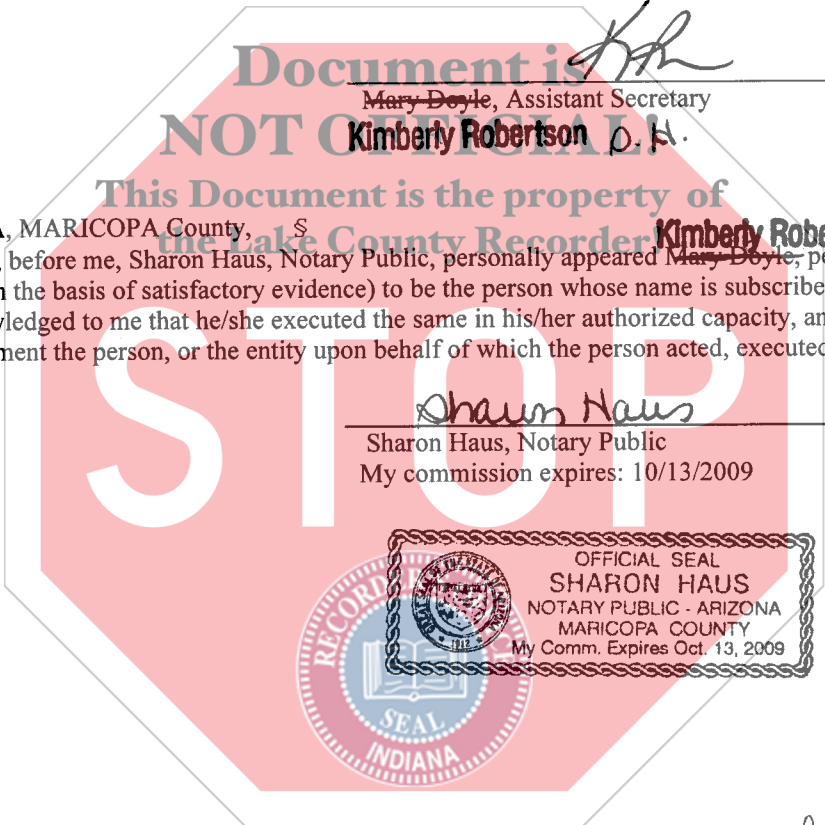 Document is
Mary Doyle, Assistant Secretary
NOT OFFICIAL!
Kimberly Robertson D.H.
This Document is the property of
, MARICOPA County, S
the Lake County Recorder!
Kimberly Robe
, before me, Sharon Haus, Notary Public, personally appeared Mary Doyle, pe
n the basis of satisfactory evidence) to be the person whose name is subscribe
ledged to me that he/she executed the same in his/her authorized capacity, an
ment the person, or the entity upon behalf of which the person acted, executed
STOP
Sharon Haus
Sharon Haus, Notary Public
My commission expires: 10/13/2009
OFFICIAL SEAL
SHARON HAUS
NOTARY PUBLIC - ARIZONA
MARICOPA COUNTY
My Comm. Expires Oct. 13, 2009
1912
SEAL
INDIANA